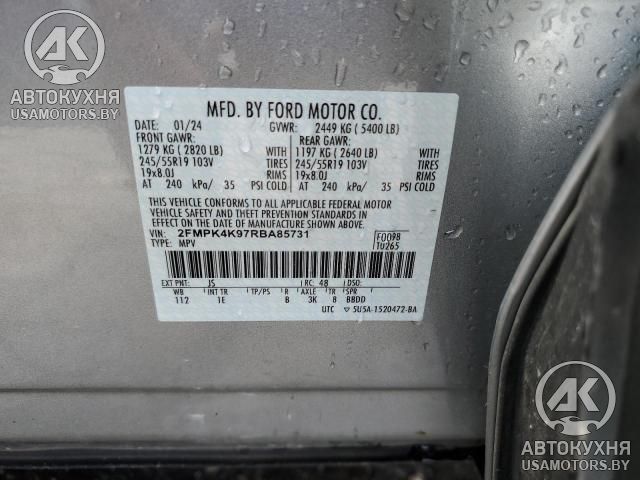 АК
АВТОКУХНЯ
USAMOTORS.BY
MFD. BY FORD MOTOR CO.
DATE: 01/24 GVWR: 2449 KG ( 5400 LB)
FRONT GAWR: REAR GAWR:
1279 KG ( 2820 LB) WITH 1197 KG ( 2640 LB) WITH
245/55R19 103V TIRES 245/55R19 103V TIRES
19x8.0J RIMS 19x8.0J RIMS
AT 240 kPa/ 35 PSI COLD AT 240 kPa/ 35 PSI COLD
THIS VEHICLE CONFORMS TO ALL APPLICABLE FEDERAL MOTOR
VEHICLE SAFETY AND THEFT PREVENTION STANDARDS IN
EFFECT ON THE DATE OF MANUFACTURE SHOWN ABOVE.
VIN: 2FMPK4K97RBA85731 F0098
TYPE: MPV T0265
EXT PNT: JS RC: 48 DSO:
WB INT TR TP/PS R AXLE TR SPR
112 1E B 3K 8 BBDD
UTC ▽ 5U5A-1520472-BA
АК
АВТОКУХНЯ
USAMOTORS.BY